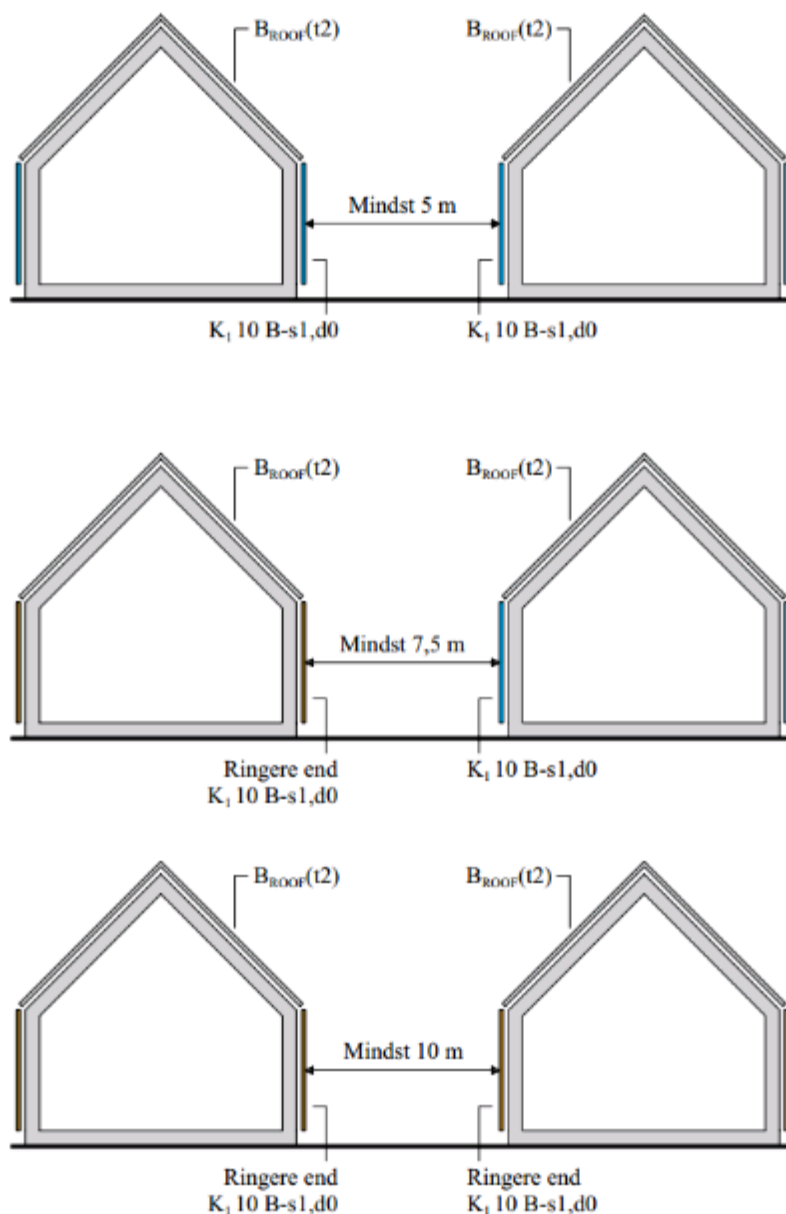 B_ROOF(t2) B_ROOF(t2)
Mindst 5 m
K₁ 10 B-s1,d0 K₁ 10 B-s1,d0
B_ROOF(t2) B_ROOF(t2)
Mindst 7,5 m
Ringere end
K₁ 10 B-s1,d0
K₁ 10 B-s1,d0
B_ROOF(t2) B_ROOF(t2)
Mindst 10 m
Ringere end
K₁ 10 B-s1,d0
Ringere end
K₁ 10 B-s1,d0